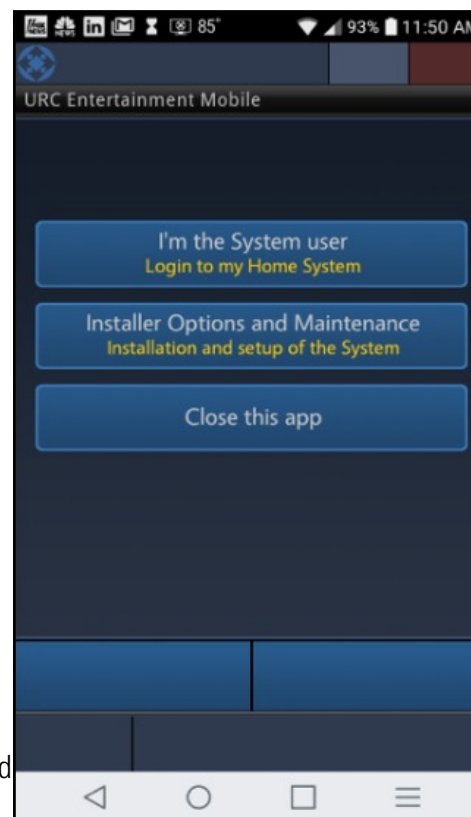 85°
93% 11:50 AM
URC Entertainment Mobile
I'm the System user
Login to my Home System
Installer Options and Maintenance
Installation and setup of the System
Close this app
d